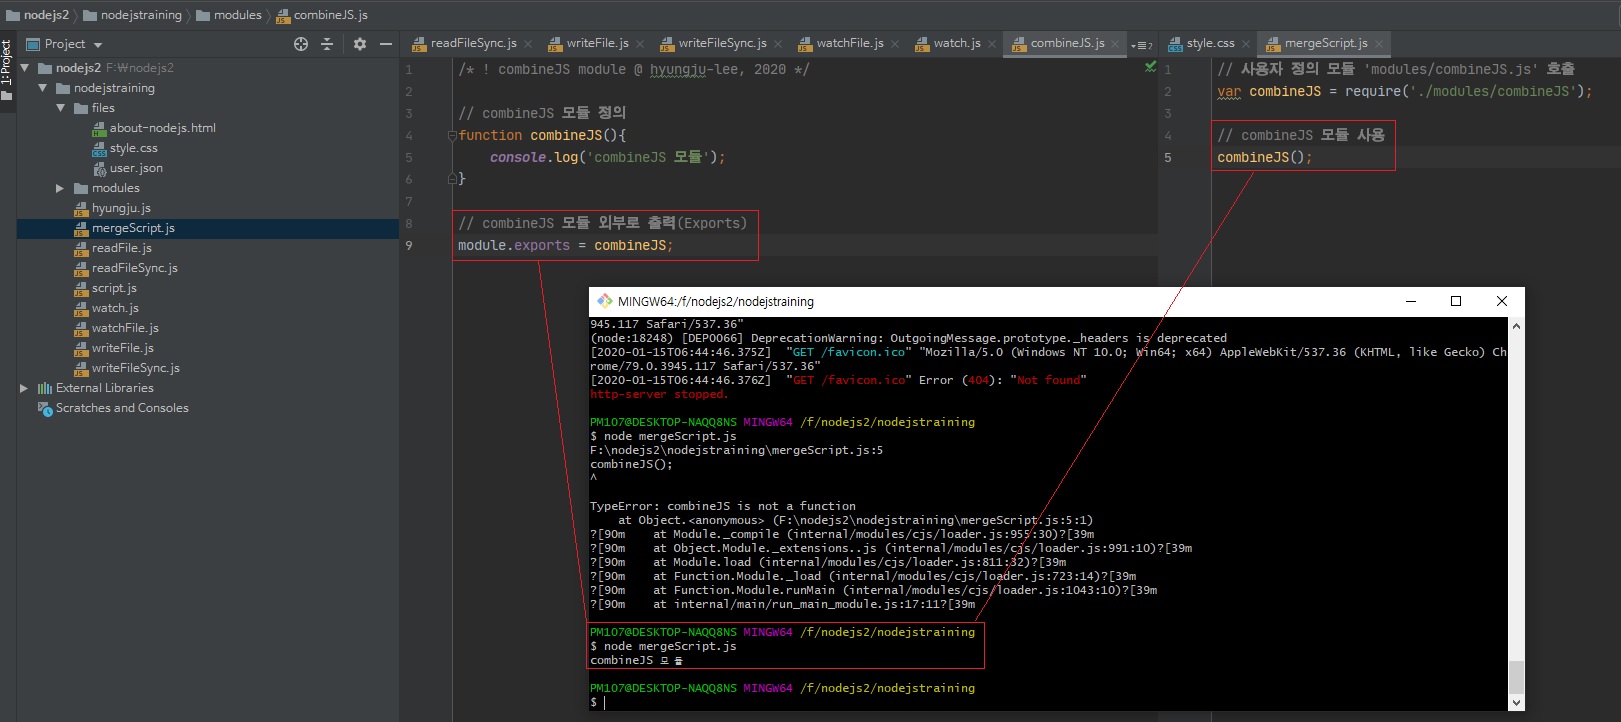 nodejs2 nodejstraining modules combineJS.js
1: Project
Project
nodejs2 F:\nodejs2
nodejstraining
files
about-nodejs.html
style.css
user.json
modules
hyungju.js
mergeScript.js
readFile.js
readFileSync.js
script.js
watch.js
watchFile.js
writeFile.js
writeFileSync.js
External Libraries
Scratches and Consoles
readFileSync.js writeFile.js writeFileSync.js watchFile.js watch.js combineJS.js
1 /* ! combineJS module @ hyungju-lee, 2020 */
2
3 // combineJS 모듈 정의
4 function combineJS(){
5 console.log('combineJS 모듈');
6 }
7
8 // combineJS 모듈 외부로 출력(Exports)
9 module.exports = combineJS;
style.css mergeScript.js
1 // 사용자 정의 모듈 'modules/combineJS.js' 호출
2 var combineJS = require('./modules/combineJS');
3
4 // combineJS 모듈 사용
5 combineJS();
MINGW64:/f/nodejs2/nodejstraining
945.117 Safari/537.36"
(node:18248) [DEP0066] DeprecationWarning: OutgoingMessage.prototype._headers is deprecated
[2020-01-15T06:44:46.375Z] "GET /favicon.ico" "Mozilla/5.0 (Windows NT 10.0; Win64; x64) AppleWebKit/537.36 (KHTML, like Gecko) Ch
rome/79.0.3945.117 Safari/537.36"
[2020-01-15T06:44:46.376Z] "GET /favicon.ico" Error (404): "Not found"
http-server stopped.
PM107@DESKTOP-NAQQ8NS MINGW64 /f/nodejs2/nodejstraining
$ node mergeScript.js
F:\nodejs2\nodejstraining\mergeScript.js:5
combineJS();
^
TypeError: combineJS is not a function
at Object.<anonymous> (F:\nodejs2\nodejstraining\mergeScript.js:5:1)
?[90m at Module._compile (internal/modules/cjs/loader.js:955:30)?[39m
?[90m at Object.Module._extensions..js (internal/modules/cjs/loader.js:991:10)?[39m
?[90m at Module.load (internal/modules/cjs/loader.js:811:32)?[39m
?[90m at Function.Module._load (internal/modules/cjs/loader.js:723:14)?[39m
?[90m at Function.Module.runMain (internal/modules/cjs/loader.js:1043:10)?[39m
?[90m at internal/main/run_main_module.js:17:11?[39m
PM107@DESKTOP-NAQQ8NS MINGW64 /f/nodejs2/nodejstraining
$ node mergeScript.js
combineJS 모듈
PM107@DESKTOP-NAQQ8NS MINGW64 /f/nodejs2/nodejstraining
$